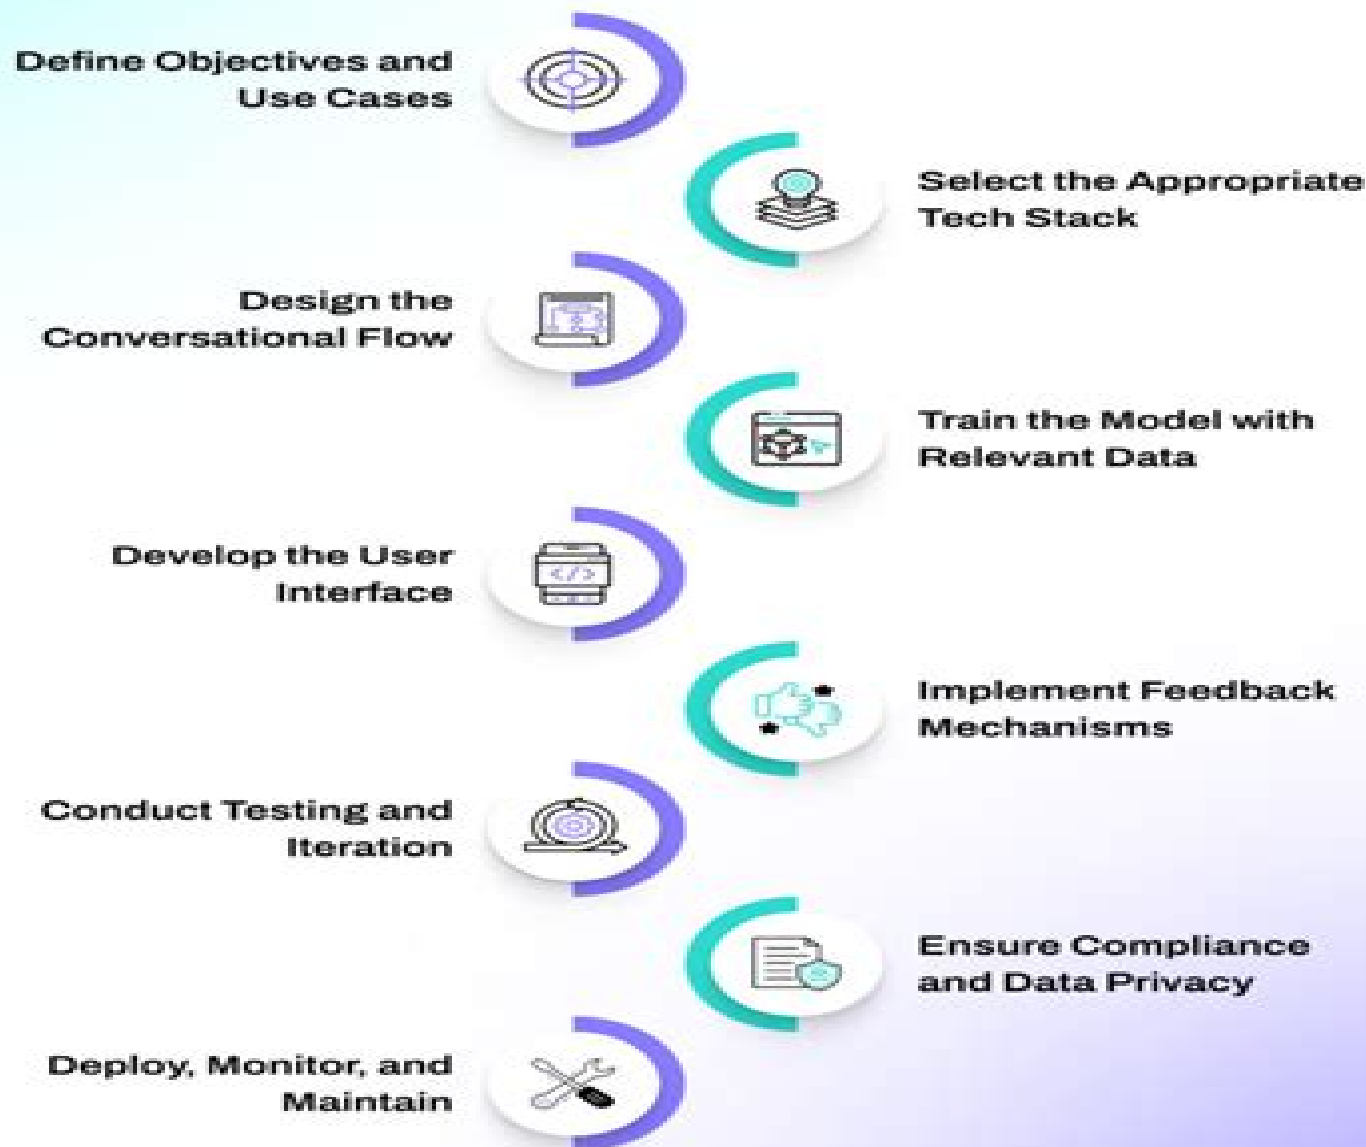 Define Objectives and
Use Cases
Select the Appropriate
Tech Stack
Design the
Conversational Flow
Train the Model with
Relevant Data
Develop the User
Interface
Implement Feedback
Mechanisms
Conduct Testing and
Iteration
Ensure Compliance
and Data Privacy
Deploy, Monitor, and
Maintain